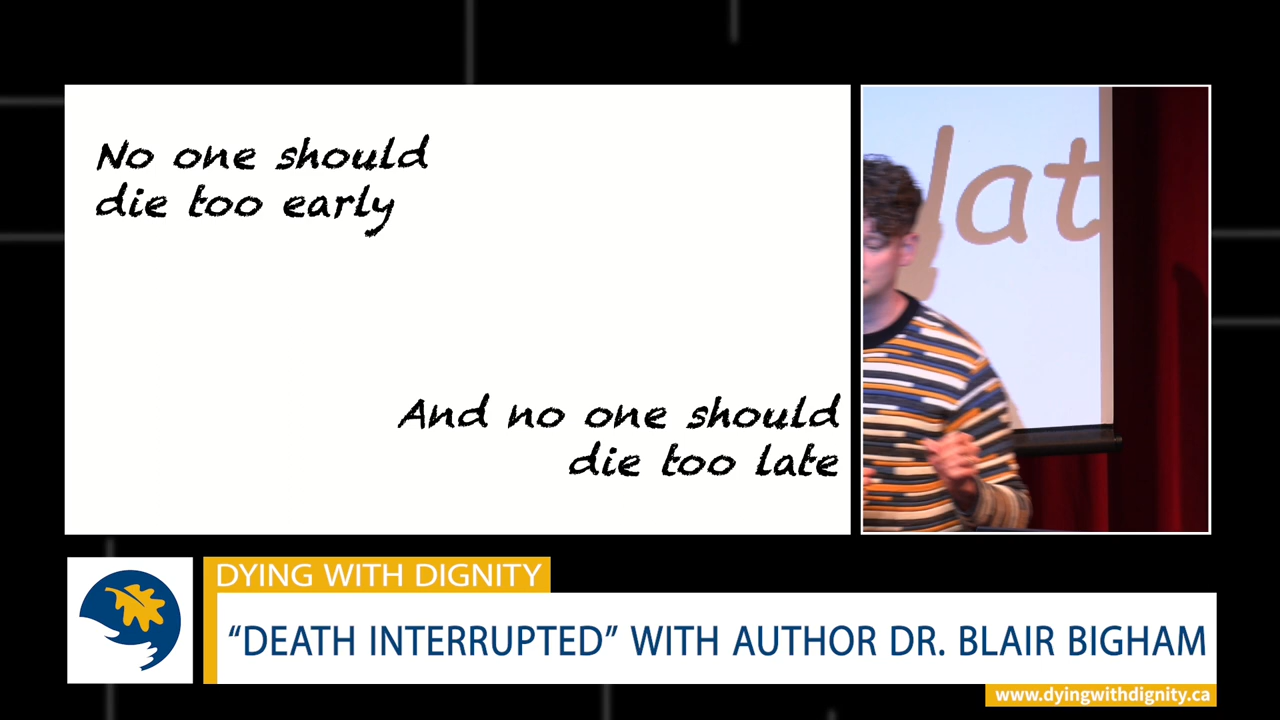 No one should
die too early
And no one should
die too late
lat
DYING WITH DIGNITY
“DEATH INTERRUPTED” WITH AUTHOR DR. BLAIR BIGHAM
www.dyingwithdignity.ca